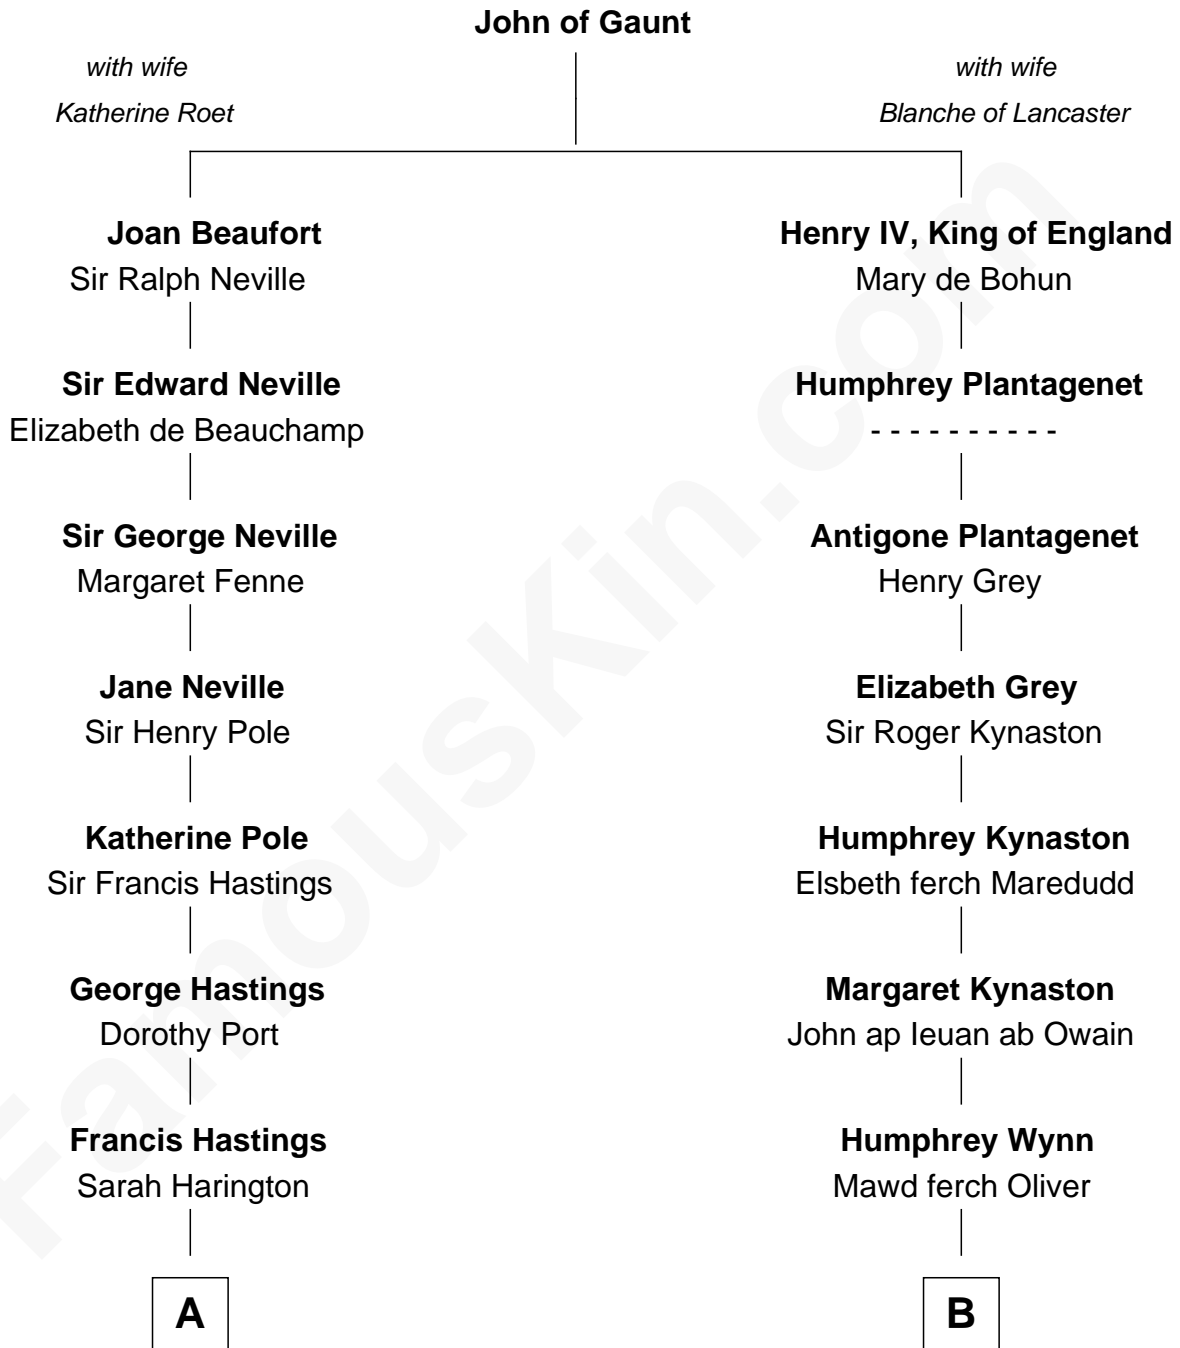 John of Gaunt
with wife
Katherine Roet
with wife
Blanche of Lancaster
Joan Beaufort
Sir Ralph Neville
Henry IV, King of England
Mary de Bohun
Sir Edward Neville
Elizabeth de Beauchamp
Humphrey Plantagenet
- - - - - - - - - -
Sir George Neville
Margaret Fenne
Antigone Plantagenet
Henry Grey
Jane Neville
Sir Henry Pole
Elizabeth Grey
Sir Roger Kynaston
Katherine Pole
Sir Francis Hastings
Humphrey Kynaston
Elsbeth ferch Maredudd
George Hastings
Dorothy Port
Margaret Kynaston
John ap Ieuan ab Owain
Francis Hastings
Sarah Harington
Humphrey Wynn
Mawd ferch Oliver
A
B
FamousKin.com